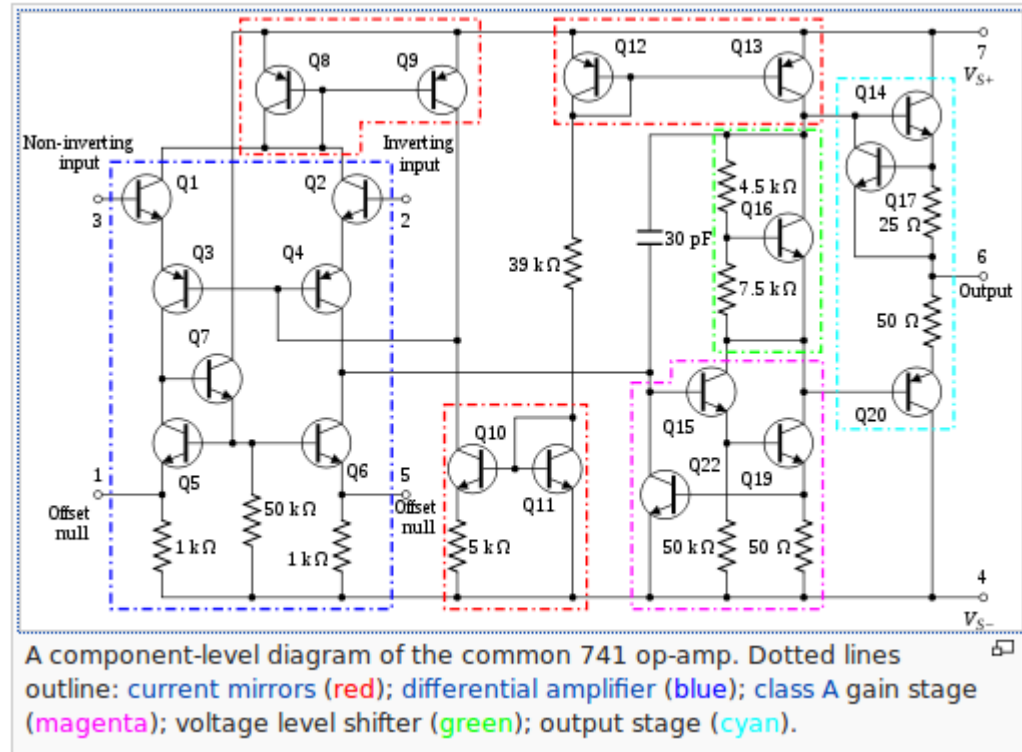 Q8
Q9
Q12
Q13
7
V_S+
Q14
Non-inverting
input
Inverting
input
Q1
Q2
3
2
4.5 kΩ
Q16
Q17
25 Ω
30 pF
Q3
Q4
39 kΩ
7.5 kΩ
6
Output
50 Ω
Q7
Q15
Q20
Q10
Q22
Q19
Q5
Q6
1
5
Q11
Offset
null
50 kΩ
Offset
null
1 kΩ
1 kΩ
5 kΩ
50 kΩ
50 Ω
4
V_S−
A component-level diagram of the common 741 op-amp. Dotted lines
outline: current mirrors (red); differential amplifier (blue); class A gain stage
(magenta); voltage level shifter (green); output stage (cyan).